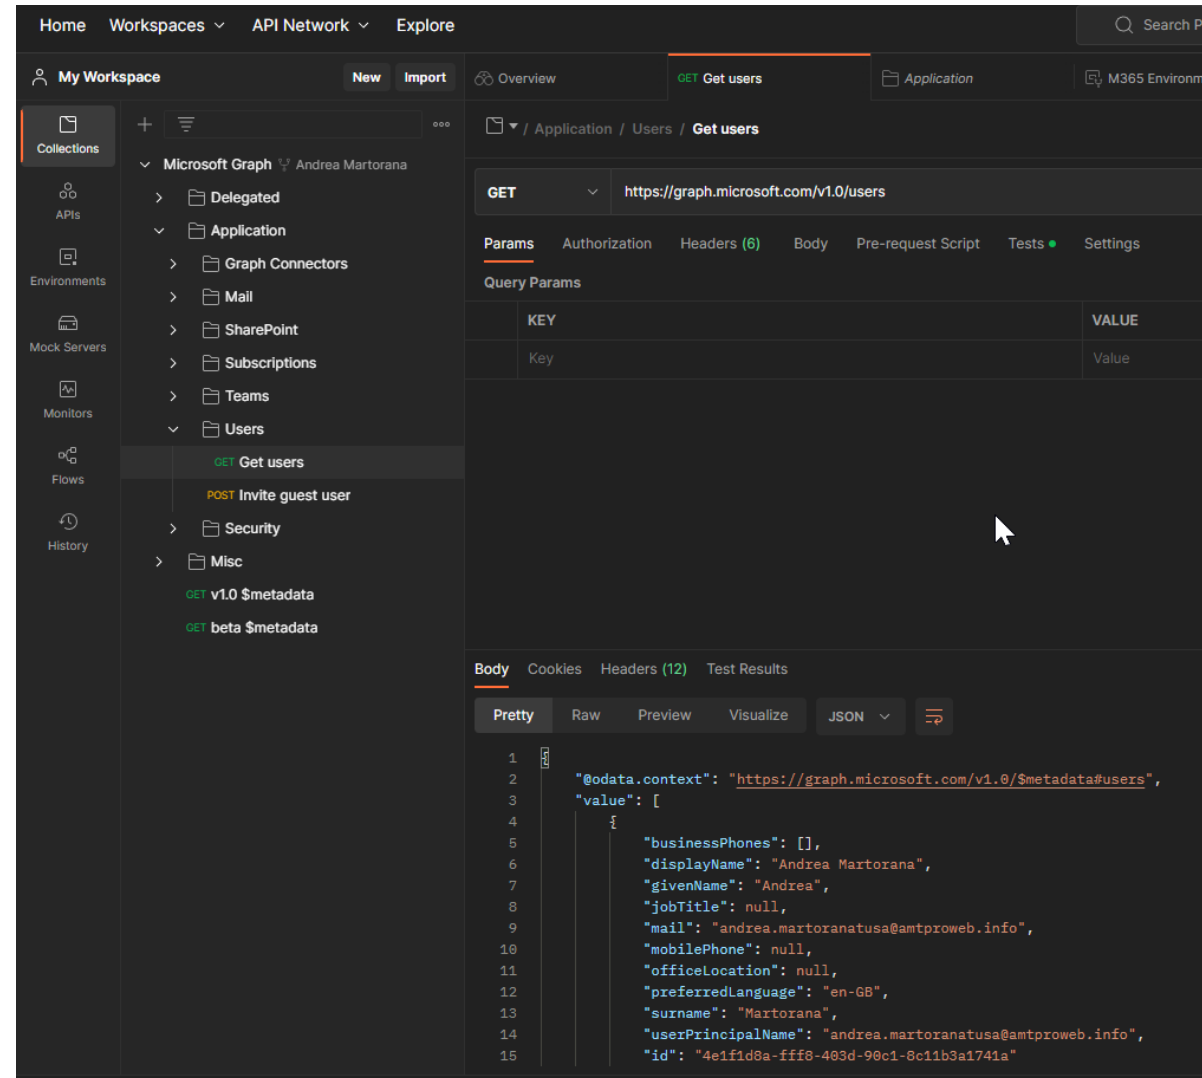 Home Workspaces API Network Explore Search P
My Workspace New Import
Overview GET Get users Application M365 Environm
Collections
APIs
Environments
Mock Servers
Monitors
Flows
History
Microsoft Graph Andrea Martorana
Delegated
Application
Graph Connectors
Mail
SharePoint
Subscriptions
Teams
Users
GET Get users
POST Invite guest user
Security
Misc
GET v1.0 $metadata
GET beta $metadata
/ Application / Users / Get users
GET https://graph.microsoft.com/v1.0/users
Params Authorization Headers (6) Body Pre-request Script Tests Settings
Query Params
KEY VALUE
Key Value
Body Cookies Headers (12) Test Results
Pretty Raw Preview Visualize JSON
1 {
2 "@odata.context": "https://graph.microsoft.com/v1.0/$metadata#users",
3 "value": [
4 {
5 "businessPhones": [],
6 "displayName": "Andrea Martorana",
7 "givenName": "Andrea",
8 "jobTitle": null,
9 "mail": "andrea.martoranatusa@amtproweb.info",
10 "mobilePhone": null,
11 "officeLocation": null,
12 "preferredLanguage": "en-GB",
13 "surname": "Martorana",
14 "userPrincipalName": "andrea.martoranatusa@amtproweb.info",
15 "id": "4e1f1d8a-fff8-403d-90c1-8c11b3a1741a"